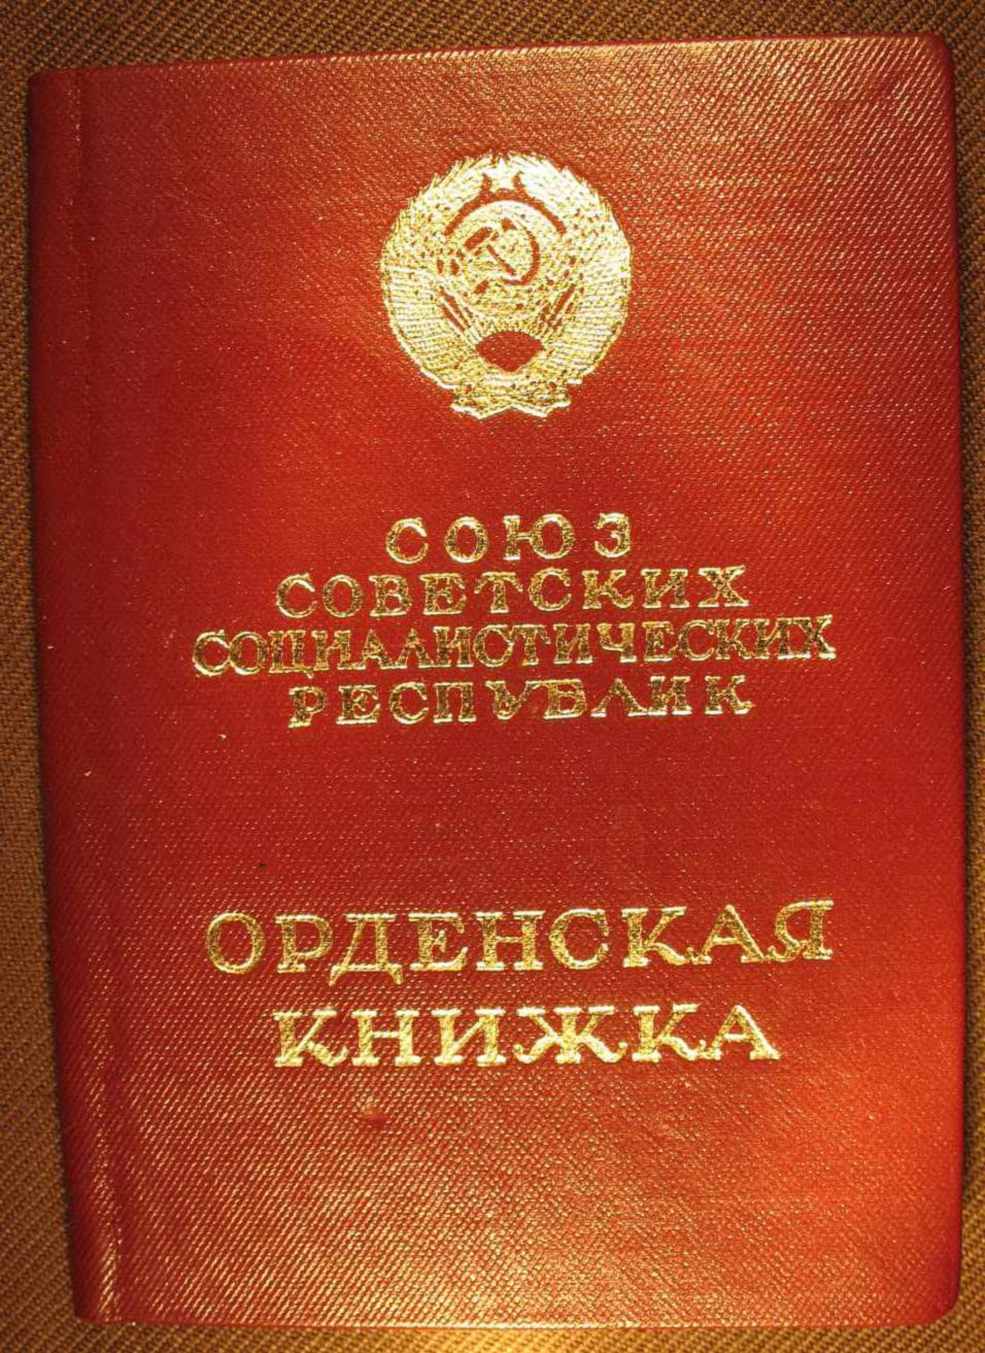 СОЮЗ
СОВЕТСКИХ
СОЦИАЛИСТИЧЕСКИХ
РЕСПУБЛИК
ОРДЕНСКАЯ
КНИЖКА